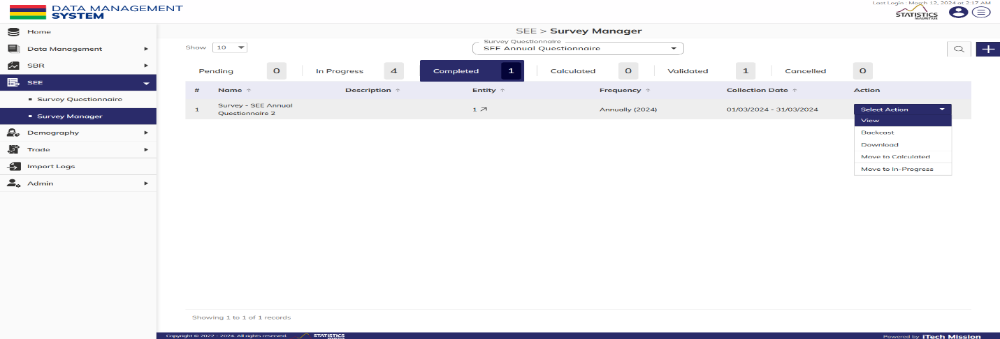 DATA MANAGEMENT
SYSTEM
Last Login : March 12, 2024 at 2:17 AM
STATISTICS
MAURITIUS
Home
Data Management
SBR
SEE
Survey Questionnaire
Survey Manager
Demography
Trade
Import Logs
Admin
SEE > Survey Manager
Show 10
Survey Questionnaire
SEE Annual Questionnaire
Pending 0 In Progress 4 Completed 1 Calculated 0 Validated 1 Cancelled 0
# Name ↑ Description ↑ Entity ↑ Frequency ↑ Collection Date ↑ Action
1 Survey - SEE Annual Questionnaire 2 1 Annually (2024) 01/03/2024 - 31/03/2024 Select Action
View
Backcast
Download
Move to Calculated
Move to In-Progress
Showing 1 to 1 of 1 records
Copyright © 2022 - 2024. All rights reserved. STATISTICS
MAURITIUS
Powered by iTech Mission